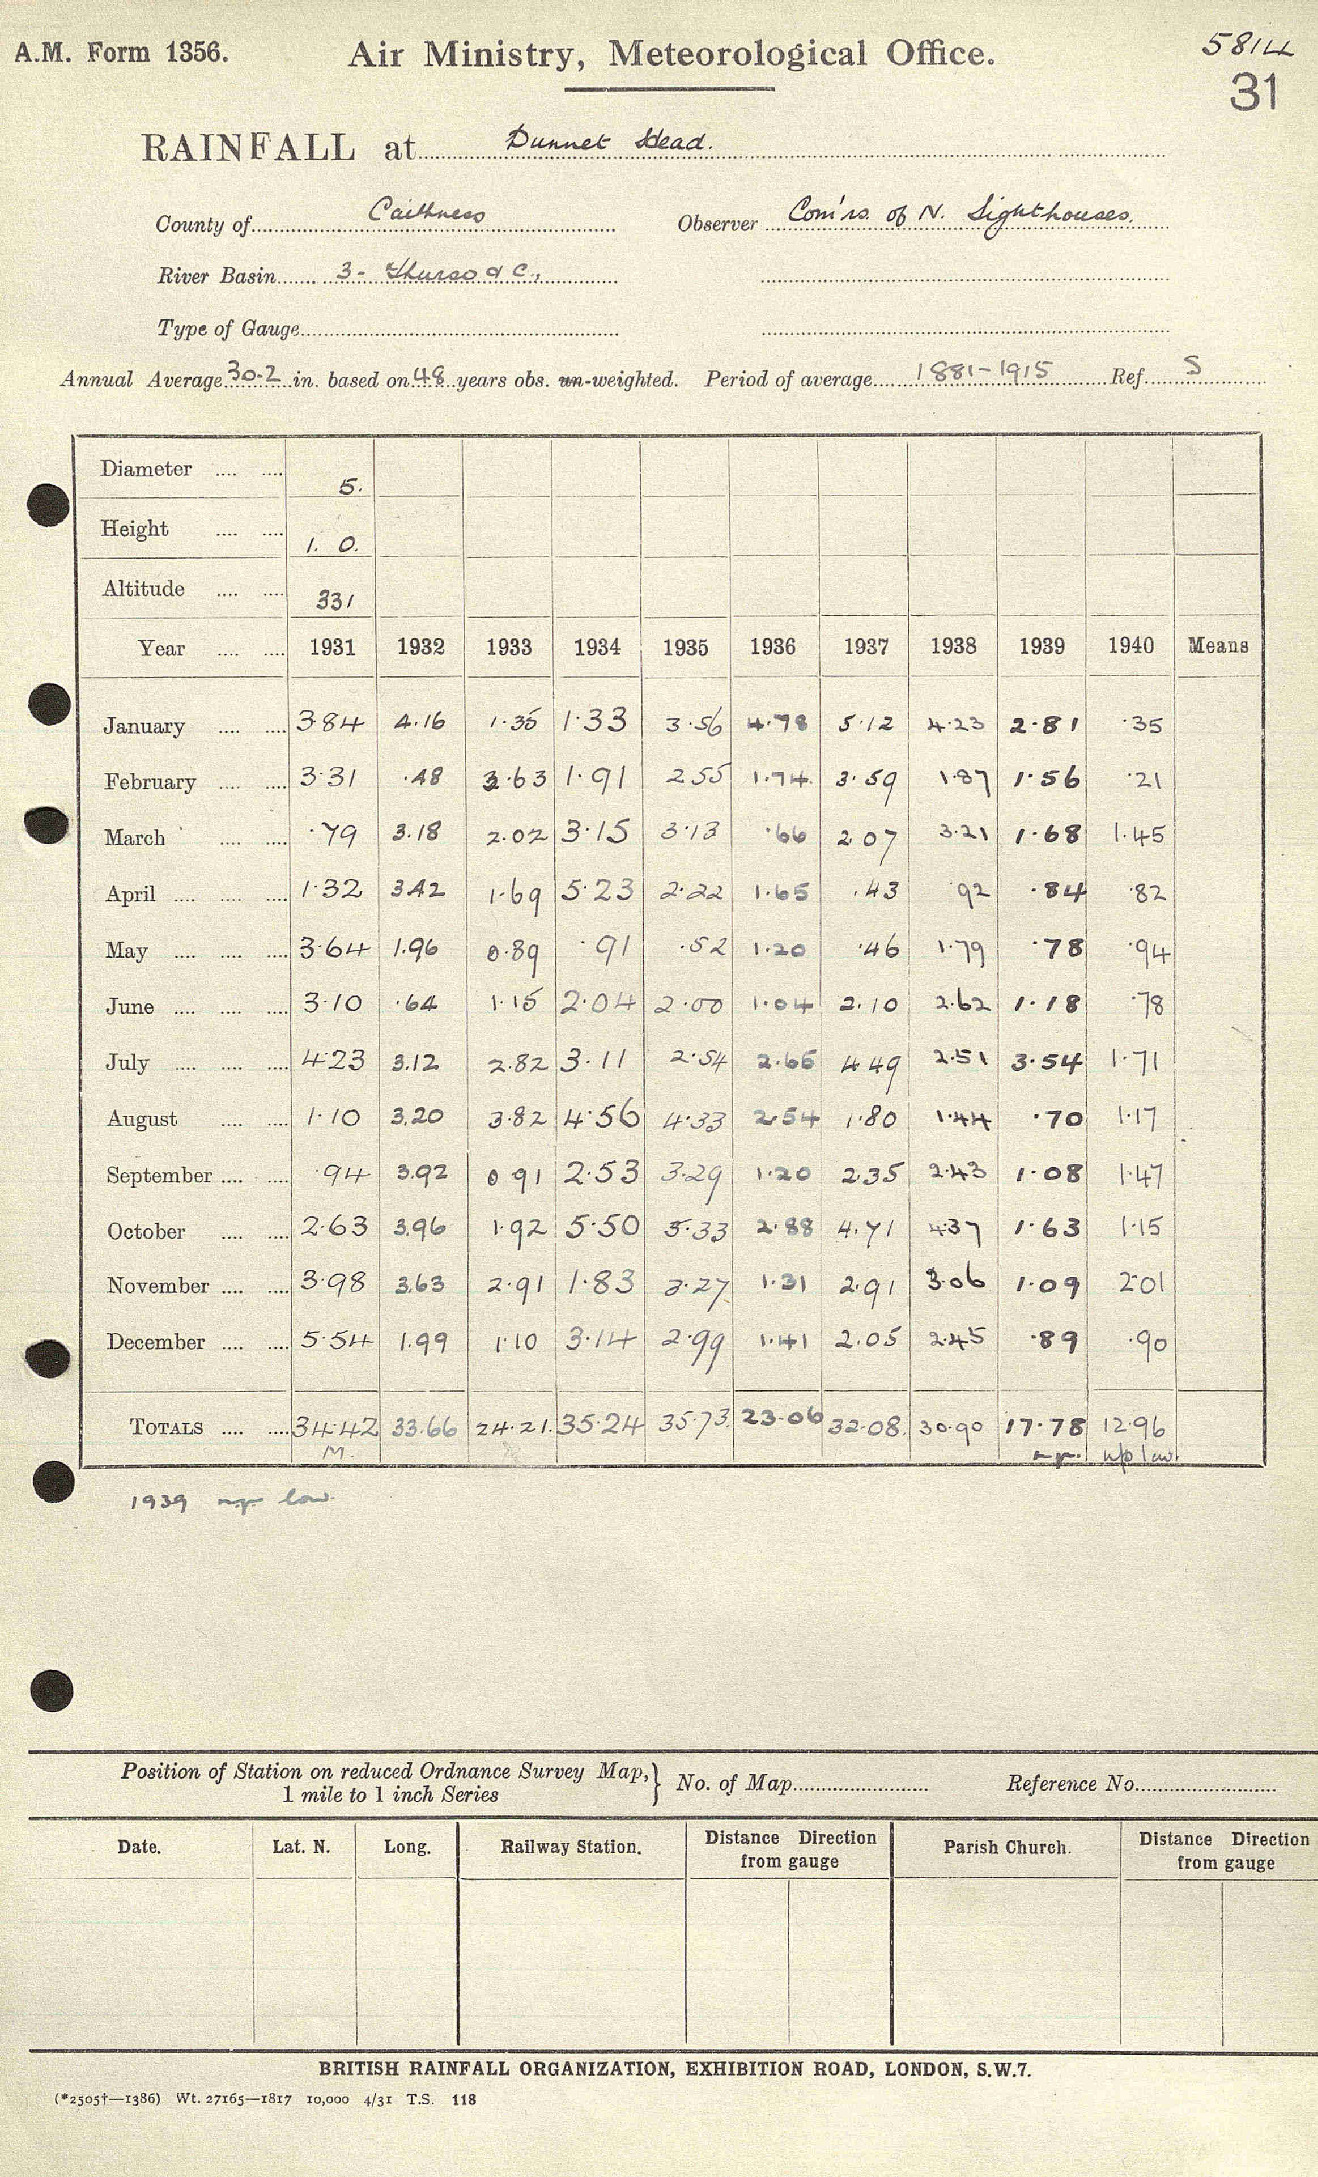 A.M. Form 1356. Air Ministry, Meteorological Office. 5814
31
RAINFALL at Dunnet Head.
County of Caithness Observer Com'rs. of N. Lighthouses.
River Basin 3 - Thurso &c.,
Type of Gauge
Annual Average 30.2 in. based on 48 years obs. un-weighted. Period of average 1881-1915 Ref. S
Diameter 5.
Height 1. 0.
Altitude 331
Year 1931 1932 1933 1934 1935 1936 1937 1938 1939 1940 Means
January 3.84 4.16 1.35 1.33 3.56 4.78 5.12 4.23 2.81 .35
February 3.31 .48 3.63 1.91 2.55 1.74 3.59 1.87 1.56 .21
March .79 3.18 2.02 3.15 3.13 .66 2.07 3.21 1.68 1.45
April 1.32 3.42 1.69 5.23 2.22 1.65 .43 .92 .84 .82
May 3.64 1.96 0.89 .91 .52 1.20 .46 1.79 .78 .94
June 3.10 .64 1.15 2.04 2.00 1.04 2.10 2.62 1.18 .78
July 4.23 3.12 2.82 3.11 2.54 2.65 4.49 2.51 3.54 1.71
August 1.10 3.20 3.82 4.56 4.33 2.54 1.80 1.44 .70 1.17
September .94 3.92 0.91 2.53 3.29 1.20 2.35 2.43 1.08 1.47
October 2.63 3.96 1.92 5.50 5.33 2.88 4.71 4.37 1.63 1.15
November 3.98 3.63 2.91 1.83 3.27 1.31 2.91 3.06 1.09 2.01
December 5.54 1.99 1.10 3.14 2.99 1.41 2.05 2.45 .89 .90
TOTALS 34.42 33.66 24.21. 35.24 35.73. 23.06 32.08. 30.90 17.78 12.96
M. n.p. n/p low.
1939 n.p. low.
Position of Station on reduced Ordnance Survey Map, } No. of Map Reference No.
1 mile to 1 inch Series
Date. Lat. N. Long. Railway Station. Distance Direction from gauge Parish Church. Distance Direction from gauge
BRITISH RAINFALL ORGANIZATION, EXHIBITION ROAD, LONDON, S.W.7.
(*2505†—1386) Wt. 27165—1817 10,000 4/31 T.S. 118